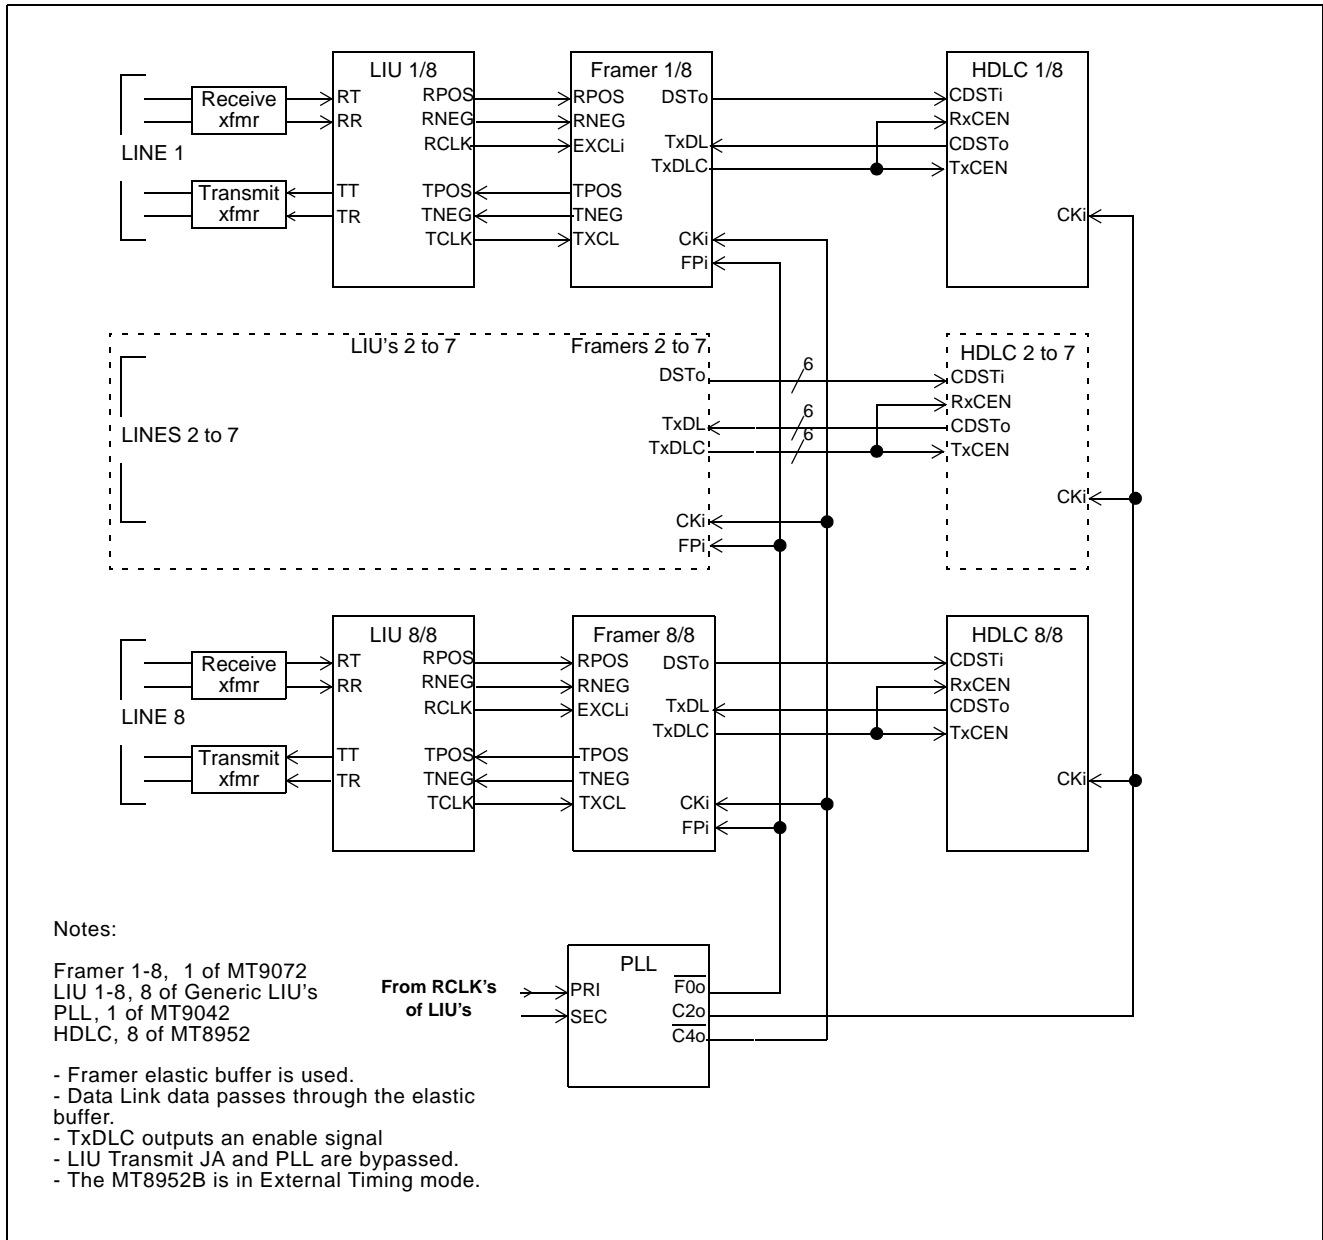 LIU 1/8
Framer 1/8
HDLC 1/8
Receive
xfmr
RT
RR
RPOS
RNEG
RCLK
RPOS
RNEG
EXCLi
DSTo
TxDL
TxDLC
CDSTi
RxCEN
CDSTo
TxCEN
LINE 1
Transmit
xfmr
TT
TR
TPOS
TNEG
TCLK
TPOS
TNEG
TXCL
CKi
FPi
CKi
LIU's 2 to 7
Framers 2 to 7
HDLC 2 to 7
LINES 2 to 7
DSTo
6
CDSTi
RxCEN
TxDL
6
CDSTo
TxDLC
6
TxCEN
CKi
CKi
FPi
LIU 8/8
Framer 8/8
HDLC 8/8
Receive
xfmr
RT
RR
RPOS
RNEG
RCLK
RPOS
RNEG
EXCLi
DSTo
TxDL
TxDLC
CDSTi
RxCEN
CDSTo
TxCEN
LINE 8
Transmit
xfmr
TT
TR
TPOS
TNEG
TCLK
TPOS
TNEG
TXCL
CKi
FPi
CKi
PLL
From RCLK's
of LIU's
PRI
SEC
F0o
C2o
C4o
Notes:
Framer 1-8, 1 of MT9072
LIU 1-8, 8 of Generic LIU's
PLL, 1 of MT9042
HDLC, 8 of MT8952
- Framer elastic buffer is used.
- Data Link data passes through the elastic
buffer.
- TxDLC outputs an enable signal
- LIU Transmit JA and PLL are bypassed.
- The MT8952B is in External Timing mode.